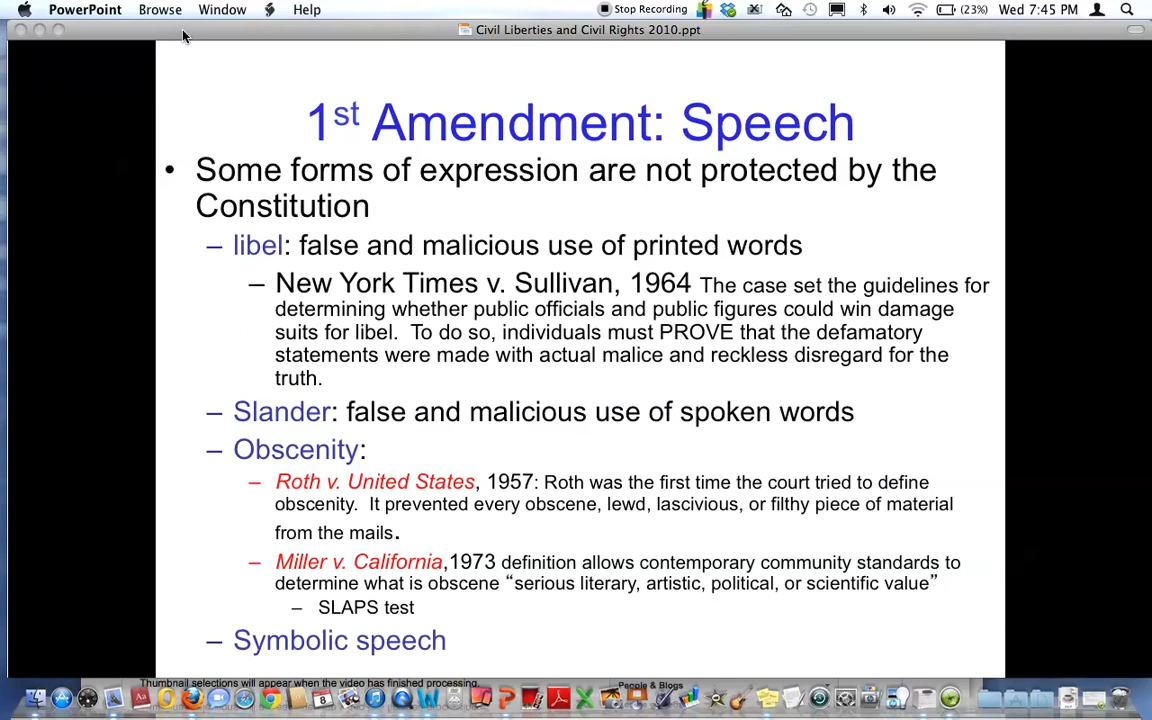 PowerPoint Browse Window Help Stop Recording (23%) Wed 7:45 PM
Civil Liberties and Civil Rights 2010.ppt
1st Amendment: Speech
• Some forms of expression are not protected by the
Constitution
– libel: false and malicious use of printed words
– New York Times v. Sullivan, 1964 The case set the guidelines for
determining whether public officials and public figures could win damage
suits for libel. To do so, individuals must PROVE that the defamatory
statements were made with actual malice and reckless disregard for the
truth.
– Slander: false and malicious use of spoken words
– Obscenity:
– Roth v. United States, 1957: Roth was the first time the court tried to define
obscenity. It prevented every obscene, lewd, lascivious, or filthy piece of material
from the mails.
– Miller v. California,1973 definition allows contemporary community standards to
determine what is obscene “serious literary, artistic, political, or scientific value”
– SLAPS test
– Symbolic speech
Thumbnail selections will appear when the video has finished processing.
People & Blogs